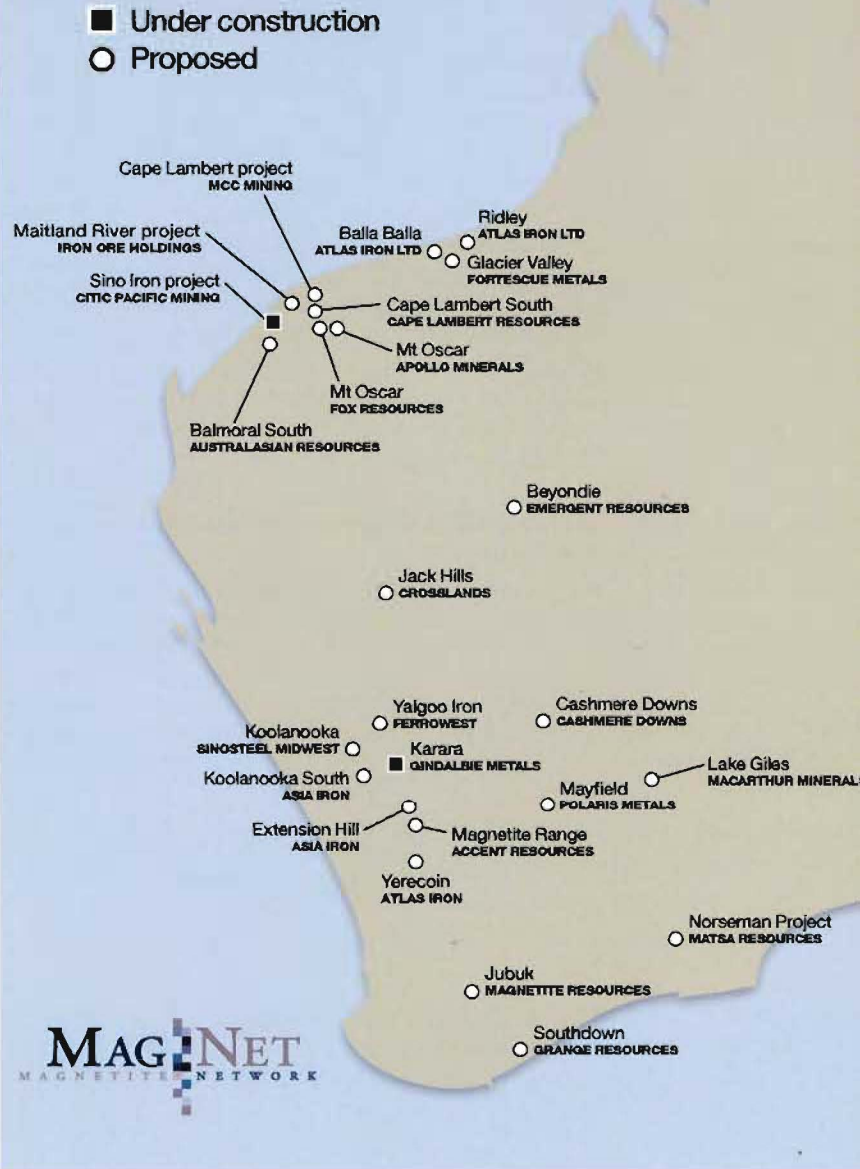 Under construction
Proposed
Cape Lambert project
MCC MINING
Maitland River project
IRON ORE HOLDINGS
Sino Iron project
CITIC PACIFIC MINING
Balla Balla
ATLAS IRON LTD
Ridley
ATLAS IRON LTD
Glacier Valley
FORTESCUE METALS
Cape Lambert South
CAPE LAMBERT RESOURCES
Mt Oscar
APOLLO MINERALS
Mt Oscar
FOX RESOURCES
Balmoral South
AUSTRALASIAN RESOURCES
Beyondie
EMERGENT RESOURCES
Jack Hills
CROSSLANDS
Yalgoo Iron
FERROWEST
Cashmere Downs
CASHMERE DOWNS
Koolanooka
SINOSTEEL MIDWEST
Karara
GINDALBIE METALS
Lake Giles
MACARTHUR MINERALS
Koolanooka South
ASIA IRON
Mayfield
POLARIS METALS
Extension Hill
ASIA IRON
Magnetite Range
ACCENT RESOURCES
Yerecoin
ATLAS IRON
Norseman Project
MATSA RESOURCES
Jubuk
MAGNETITE RESOURCES
Southdown
GRANGE RESOURCES
MAGNET
MAGNETITE NETWORK